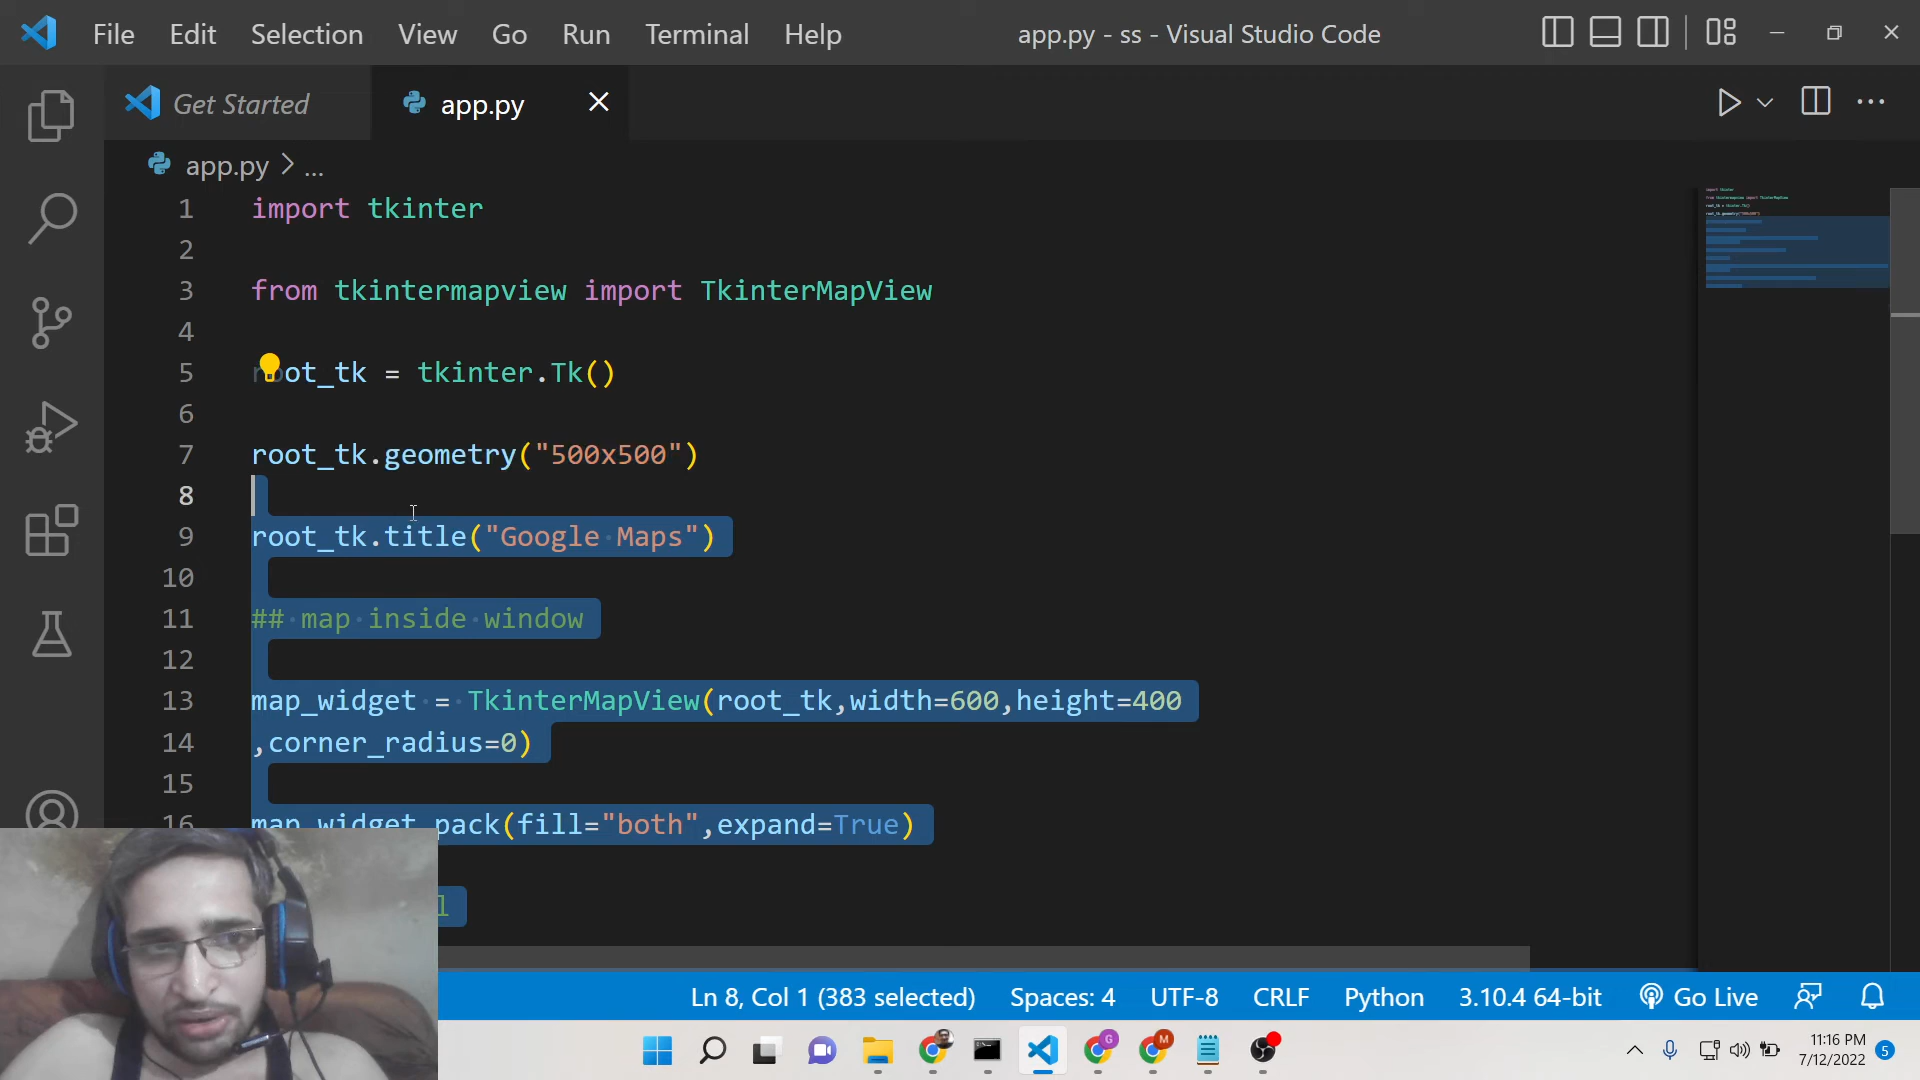 File Edit Selection View Go Run Terminal Help app.py - ss - Visual Studio Code
Get Started app.py
app.py > ...
1 import tkinter
2
3 from tkintermapview import TkinterMapView
4
5 root_tk = tkinter.Tk()
6
7 root_tk.geometry("500x500")
8
9 root_tk.title("Google Maps")
10
11 ## map inside window
12
13 map_widget = TkinterMapView(root_tk,width=600,height=400
14 ,corner_radius=0)
15
16 map_widget.pack(fill="both",expand=True)
Ln 8, Col 1 (383 selected) Spaces: 4 UTF-8 CRLF Python 3.10.4 64-bit Go Live
11:16 PM
7/12/2022 5